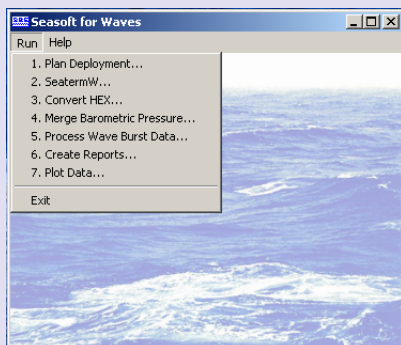 Seasoft for Waves
Run Help
1. Plan Deployment...
2. SeatermW...
3. Convert HEX...
4. Merge Barometric Pressure...
5. Process Wave Burst Data...
6. Create Reports...
7. Plot Data...
Exit